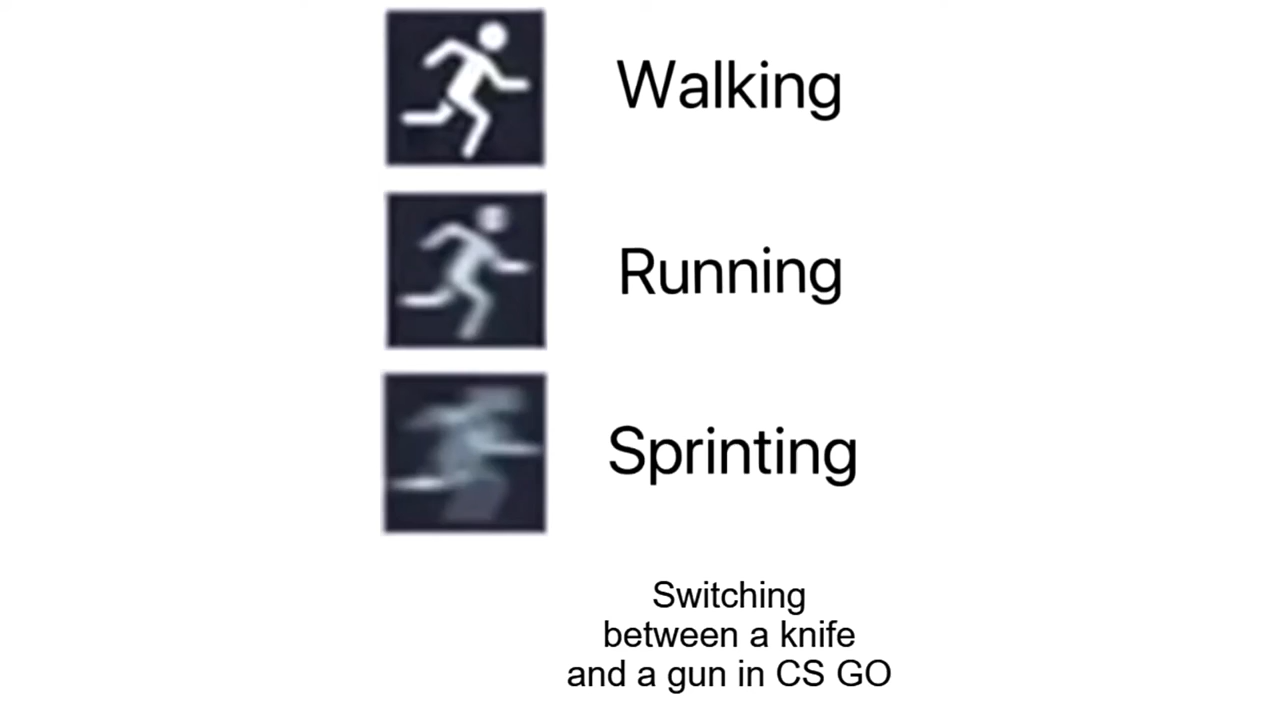 Walking
Running
Sprinting
Switching
between a knife
and a gun in CS GO